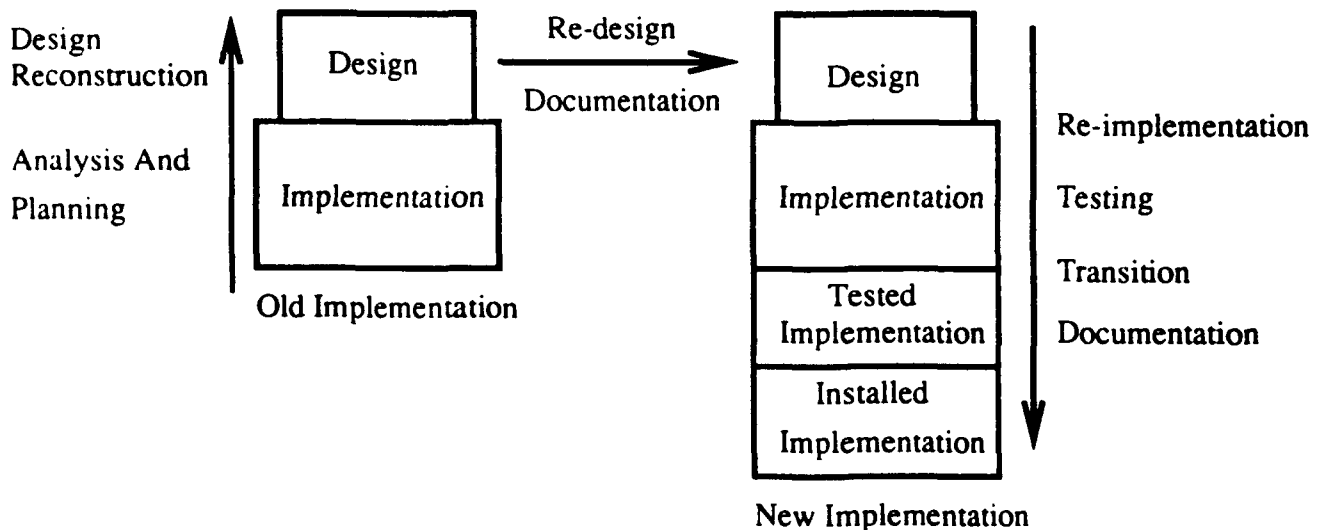 Design
Reconstruction
Analysis And
Planning
Design
Implementation
Old Implementation
Re-design
Documentation
Design
Implementation
Tested
Implementation
Installed
Implementation
New Implementation
Re-implementation
Testing
Transition
Documentation